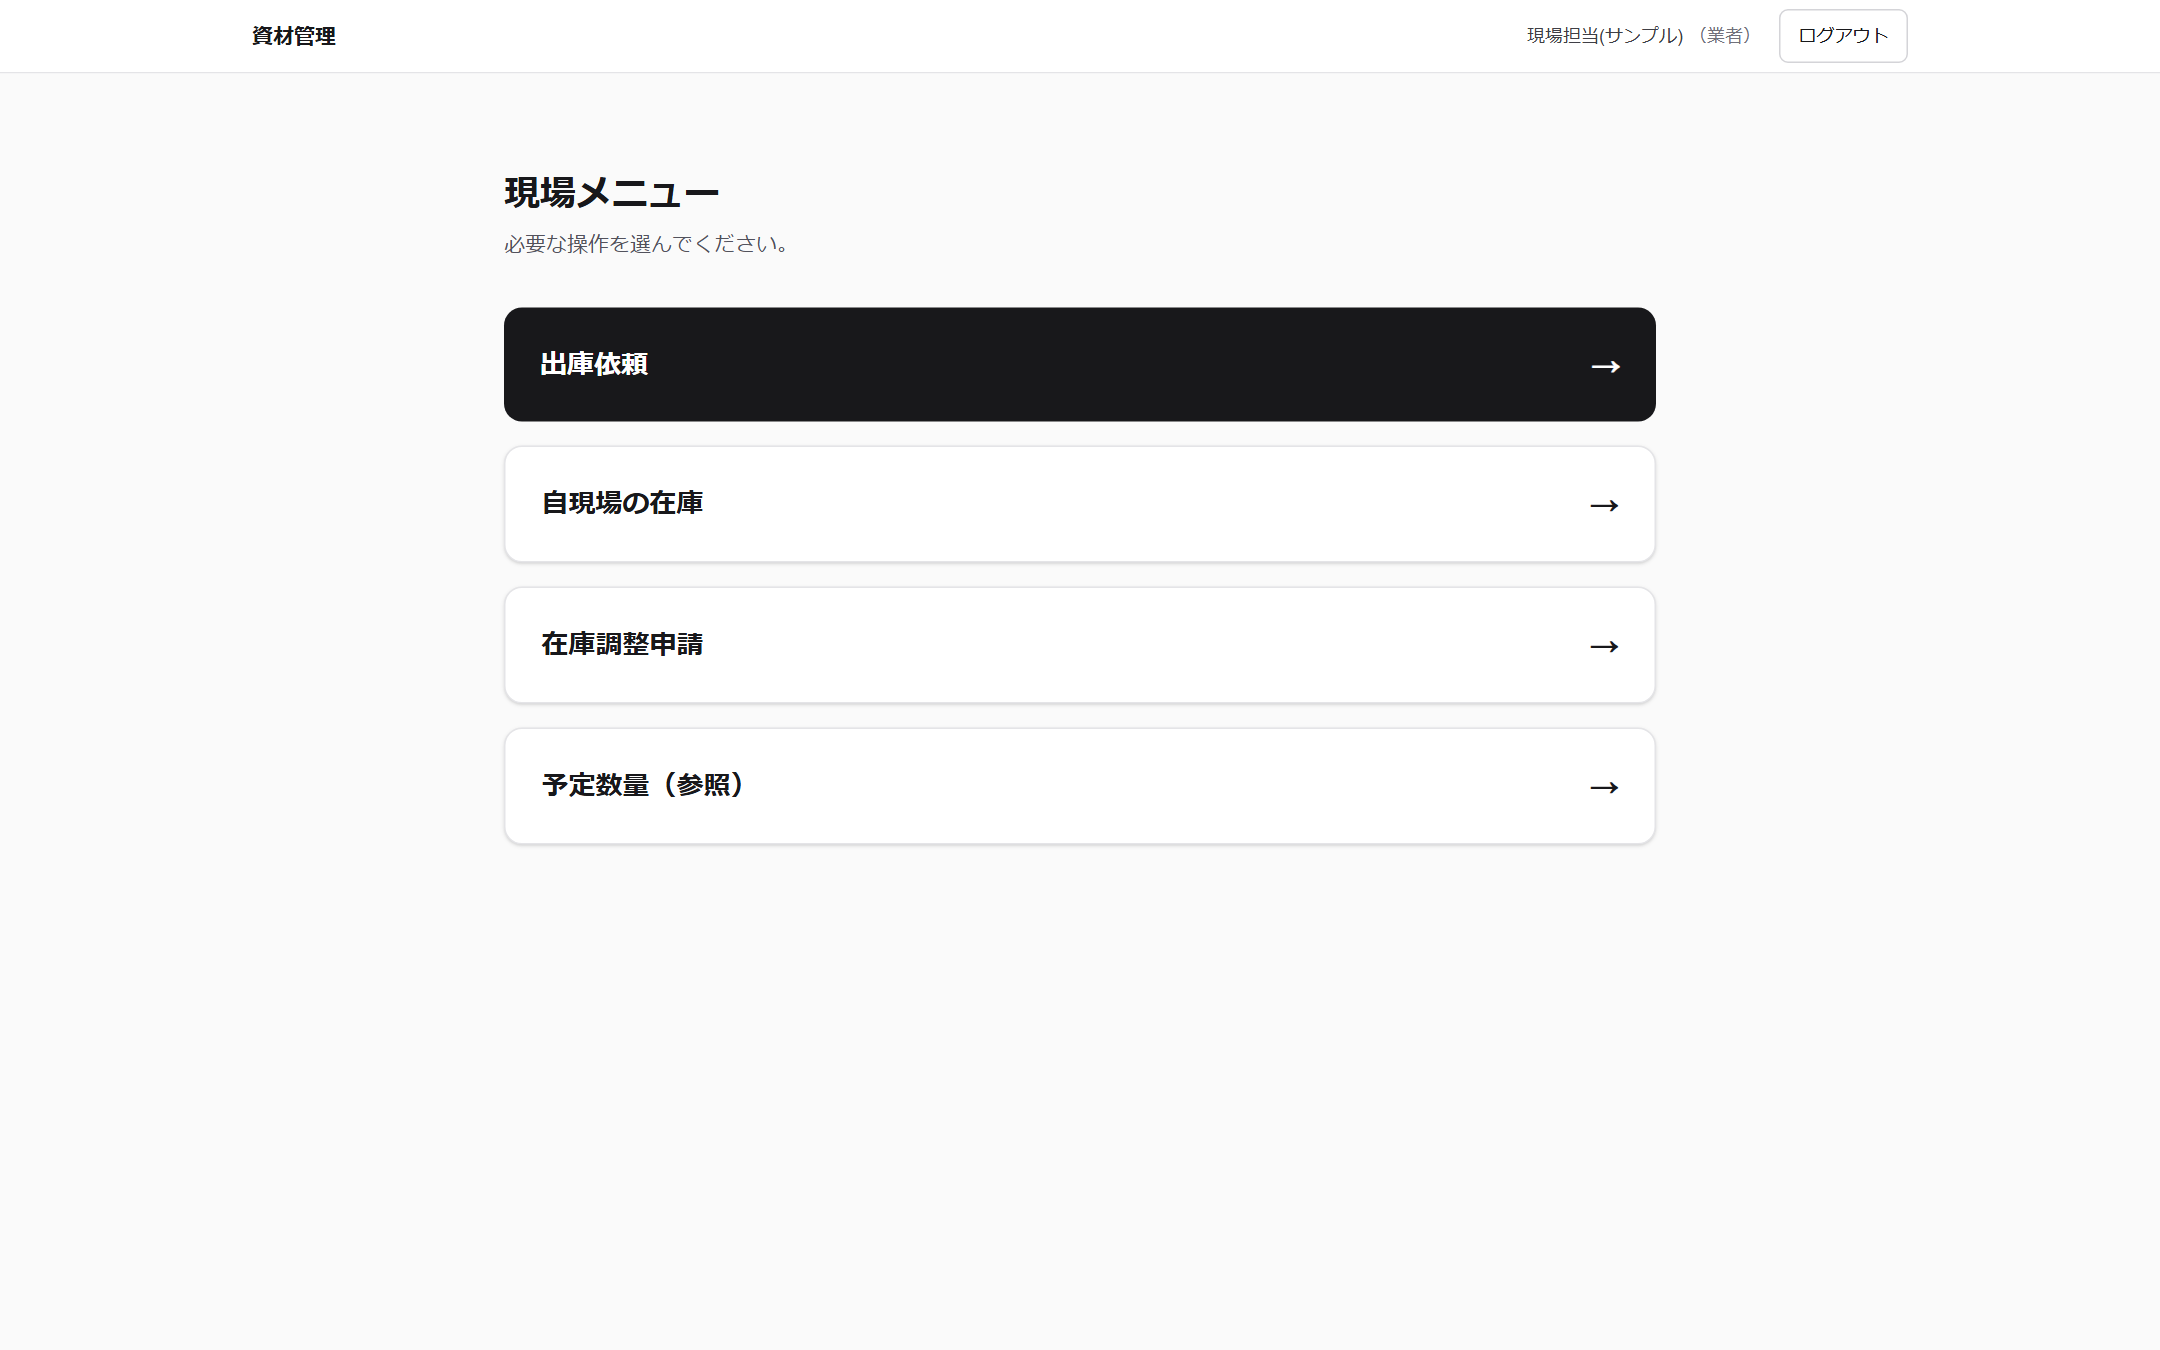 資材管理
現場担当(サンプル) （業者）
ログアウト
現場メニュー
必要な操作を選んでください。
出庫依頼 →
自現場の在庫 →
在庫調整申請 →
予定数量（参照） →